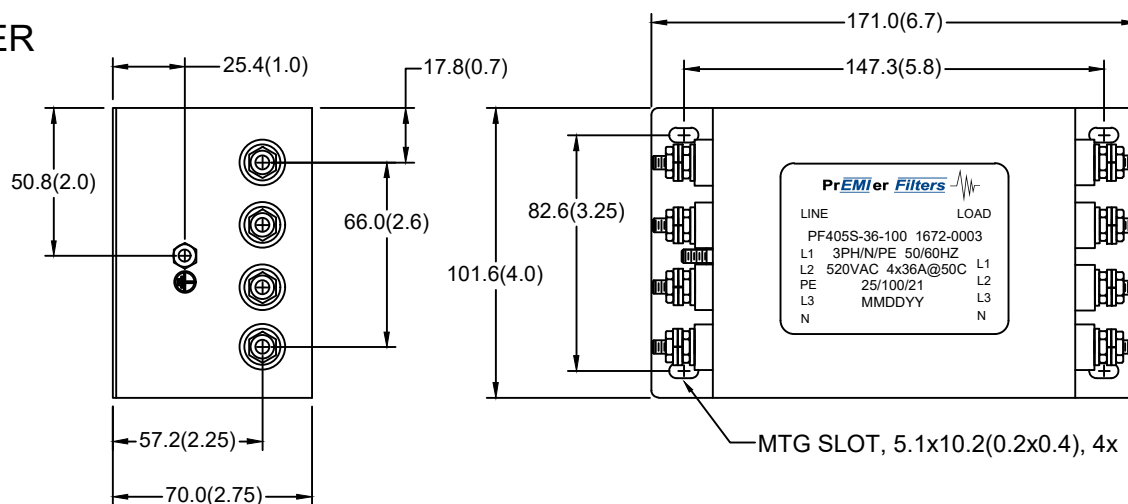 ER
171.0(6.7)
25.4(1.0)
17.8(0.7)
147.3(5.8)
50.8(2.0)
66.0(2.6)
82.6(3.25)
101.6(4.0)
57.2(2.25)
70.0(2.75)
PrEMIer Filters
LINE LOAD
PF405S-36-100 1672-0003
L1 3PH/N/PE 50/60HZ
L2 520VAC 4x36A@50C L1
PE 25/100/21 L2
L3 MMDDYY L3
N N
MTG SLOT, 5.1x10.2(0.2x0.4), 4x